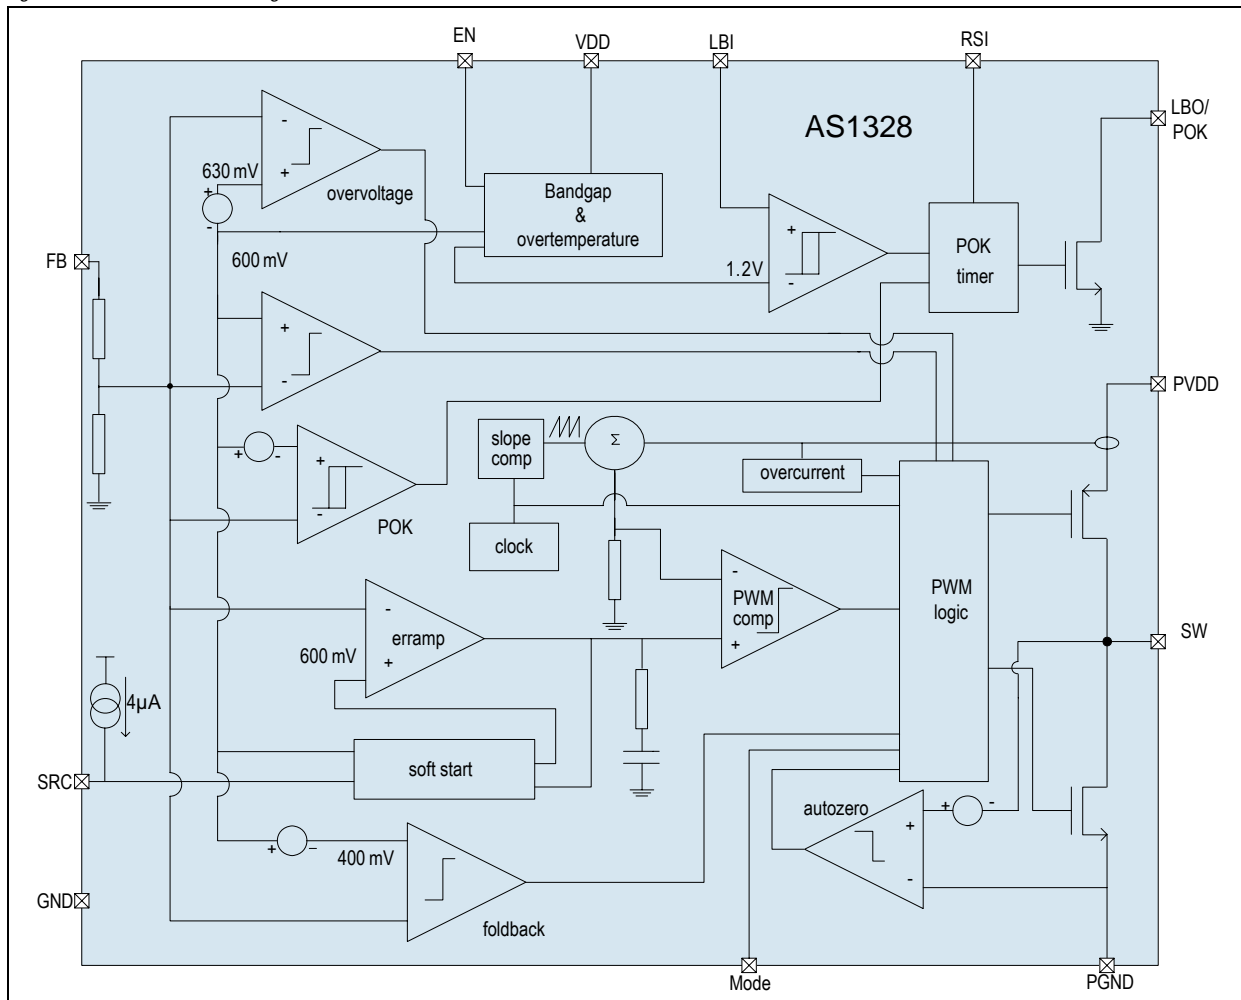 EN
VDD
LBI
RSI
LBO/
POK
AS1328
-
+
630 mV
overvoltage
+
-
Bandgap
&
overtemperature
FB
600 mV
1.2V
+
-
POK
timer
+
-
PVDD
slope
comp
Σ
+
-
+
-
overcurrent
POK
clock
-
PWM
comp
+
PWM
logic
-
erramp
+
600 mV
SW
4µA
SRC
soft start
autozero
+
-
+
-
+
-
400 mV
GND
foldback
Mode
PGND